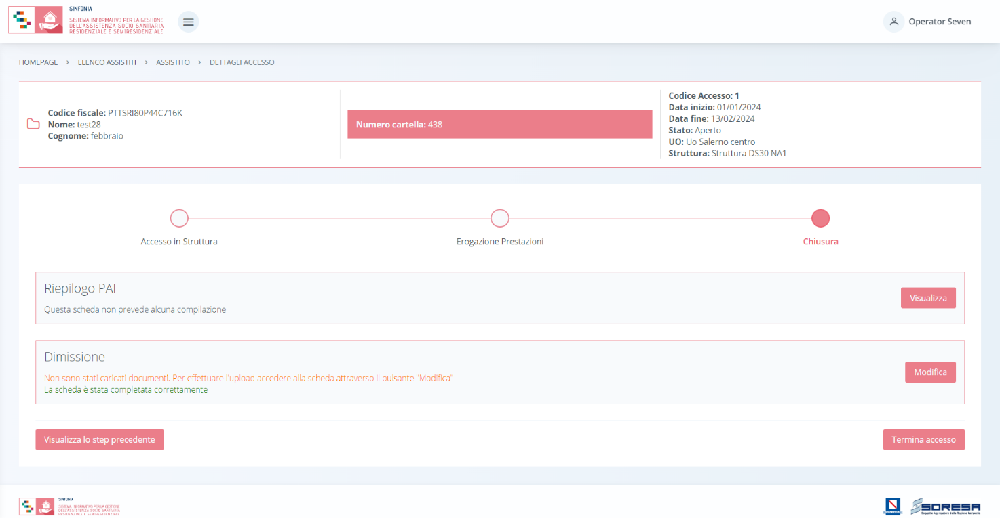 SINFONIA
SISTEMA INFORMATIVO PER LA GESTIONE
DELL'ASSISTENZA SOCIO SANITARIA
RESIDENZIALE E SEMIRESIDENZIALE
Operator Seven
HOMEPAGE > ELENCO ASSISTITI > ASSISTITO > DETTAGLI ACCESSO
Codice fiscale: PTTSRI80P44C716K
Nome: test28
Cognome: febbraio
Numero cartella: 438
Codice Accesso: 1
Data inizio: 01/01/2024
Data fine: 13/02/2024
Stato: Aperto
UO: Uo Salerno centro
Struttura: Struttura DS30 NA1
Accesso in Struttura
Erogazione Prestazioni
Chiusura
Riepilogo PAI
Questa scheda non prevede alcuna compilazione
Visualizza
Dimissione
Non sono stati caricati documenti. Per effettuare l'upload accedere alla scheda attraverso il pulsante "Modifica"
La scheda è stata completata correttamente
Modifica
Visualizza lo step precedente
Termina accesso
SINFONIA
SISTEMA INFORMATIVO PER LA GESTIONE
DELL'ASSISTENZA SOCIO SANITARIA
RESIDENZIALE E SEMIRESIDENZIALE
SORESA
Soggetto Aggregatore della Regione Campania